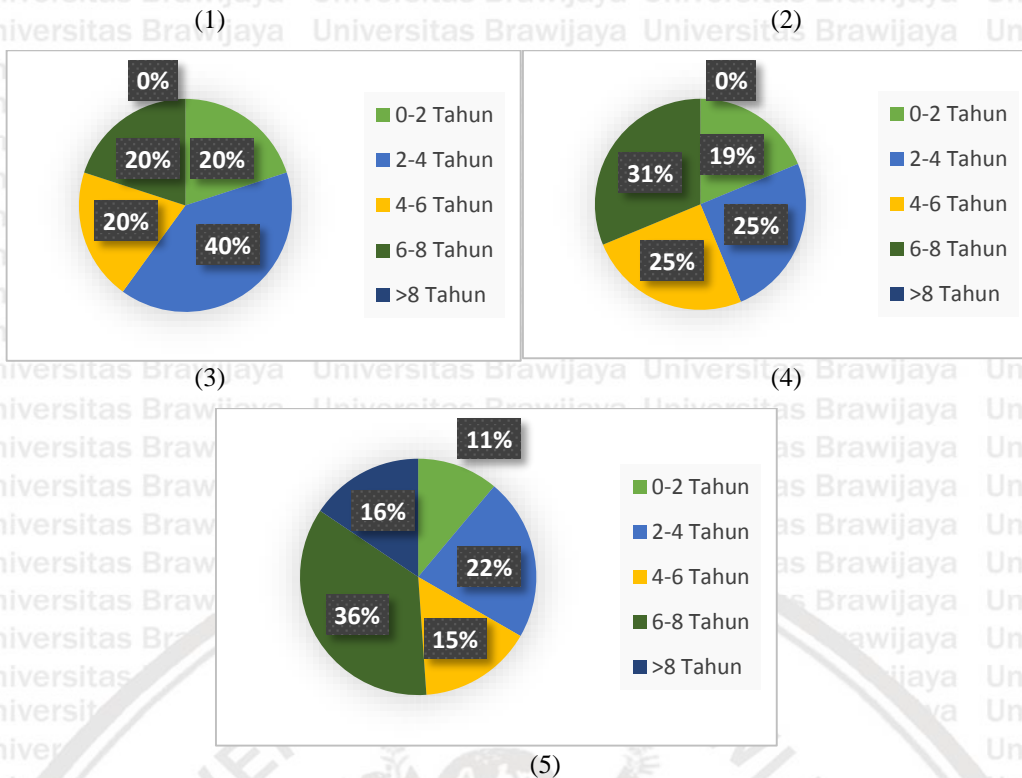 (1) (2)
0%
20%
20%
20%
40%
0-2 Tahun
2-4 Tahun
4-6 Tahun
6-8 Tahun
>8 Tahun
0%
19%
31%
25%
25%
0-2 Tahun
2-4 Tahun
4-6 Tahun
6-8 Tahun
>8 Tahun
(3) (4)
11%
16%
22%
36%
15%
0-2 Tahun
2-4 Tahun
4-6 Tahun
6-8 Tahun
>8 Tahun
(5)
Universitas Brawijaya